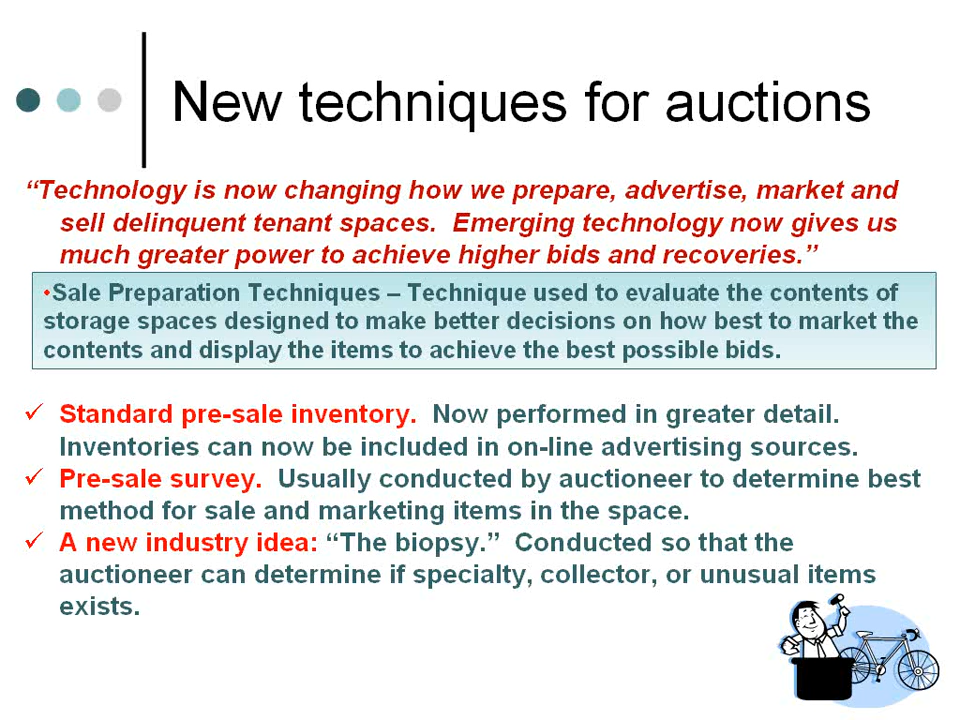 New techniques for auctions
“Technology is now changing how we prepare, advertise, market and
sell delinquent tenant spaces.  Emerging technology now gives us
much greater power to achieve higher bids and recoveries.”
•Sale Preparation Techniques – Technique used to evaluate the contents of
storage spaces designed to make better decisions on how best to market the
contents and display the items to achieve the best possible bids.
✓ Standard pre-sale inventory.  Now performed in greater detail.
Inventories can now be included in on-line advertising sources.
✓ Pre-sale survey.  Usually conducted by auctioneer to determine best
method for sale and marketing items in the space.
✓ A new industry idea: “The biopsy.”  Conducted so that the
auctioneer can determine if specialty, collector, or unusual items
exists.